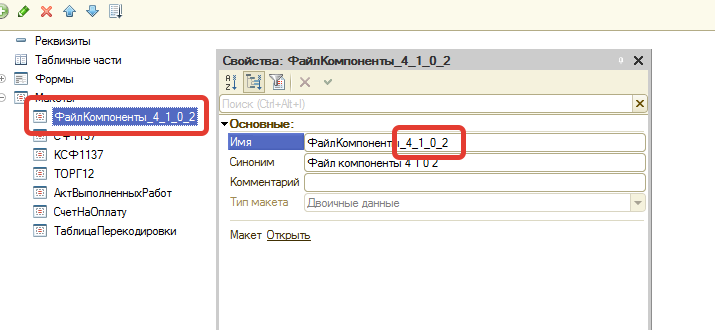 Реквизиты
Табличные части
Формы
Макеты
ФайлКомпоненты_4_1_0_2
СФ1137
КСФ1137
ТОРГ12
АктВыполненныхРабот
СчетНаОплату
ТаблицаПерекодировки
Свойства: ФайлКомпоненты_4_1_0_2
Поиск (Ctrl+Alt+I)
Основные:
Имя ФайлКомпоненты_4_1_0_2
Синоним Файл компоненты 4 1 0 2
Комментарий
Тип макета Двоичные данные
Макет Открыть